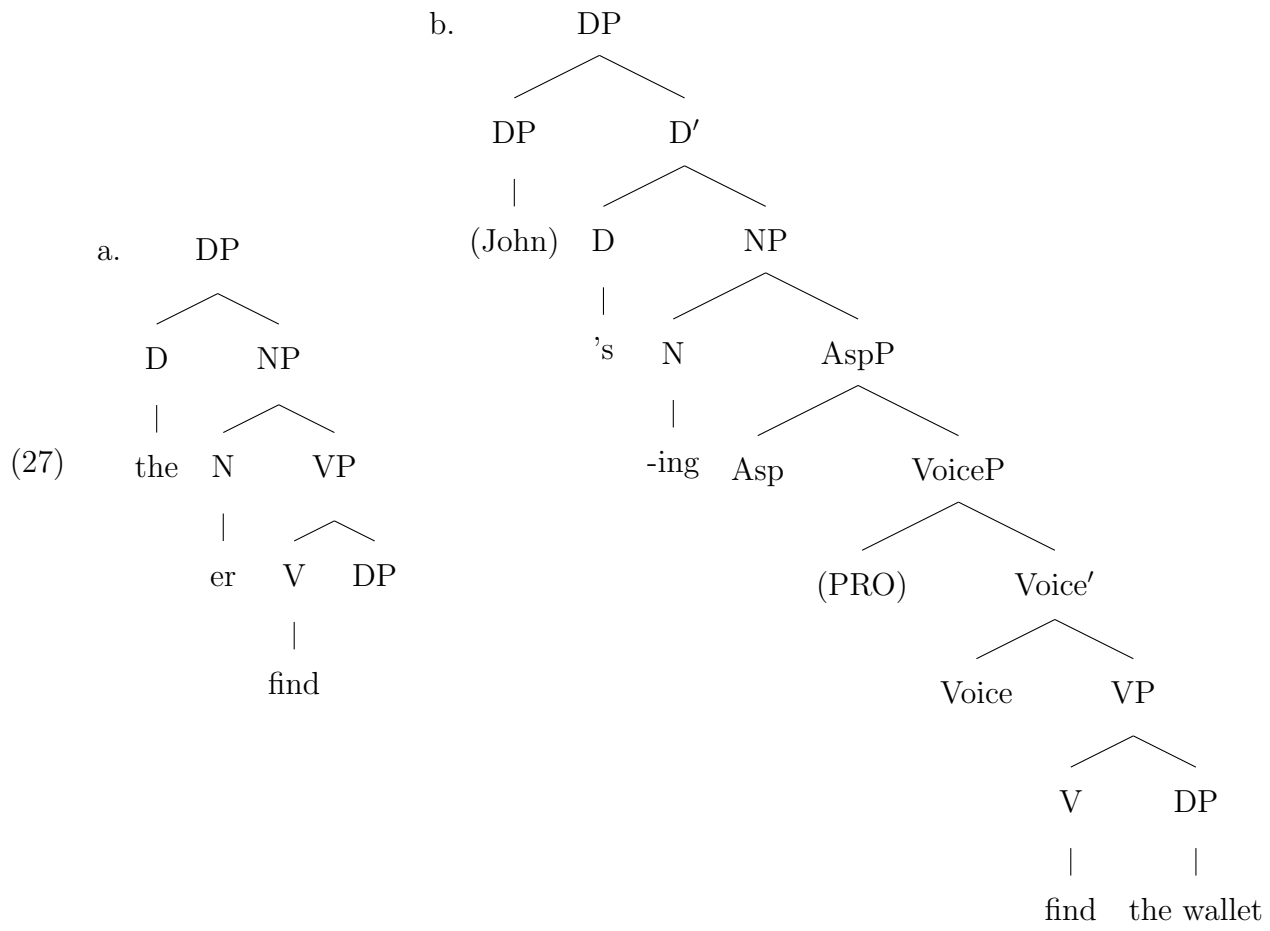 b. DP
DP D′
(John) D NP
a. DP
's N AspP
D NP
(27) the N VP -ing Asp VoiceP
er V DP (PRO) Voice′
find Voice VP
V DP
find the wallet